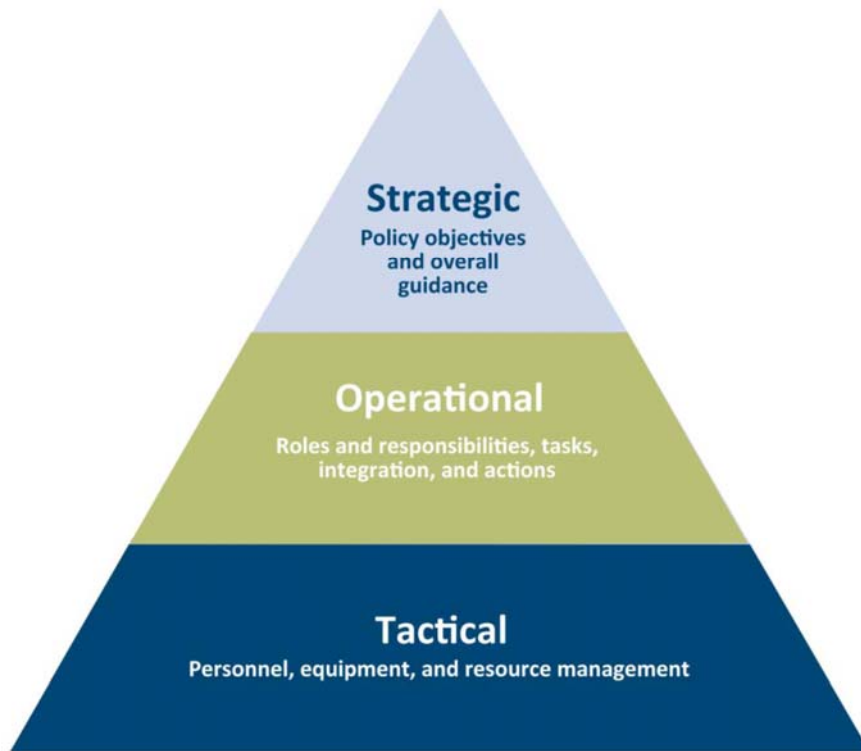 Strategic
Policy objectives
and overall
guidance
Operational
Roles and responsibilities, tasks,
integration, and actions
Tactical
Personnel, equipment, and resource management